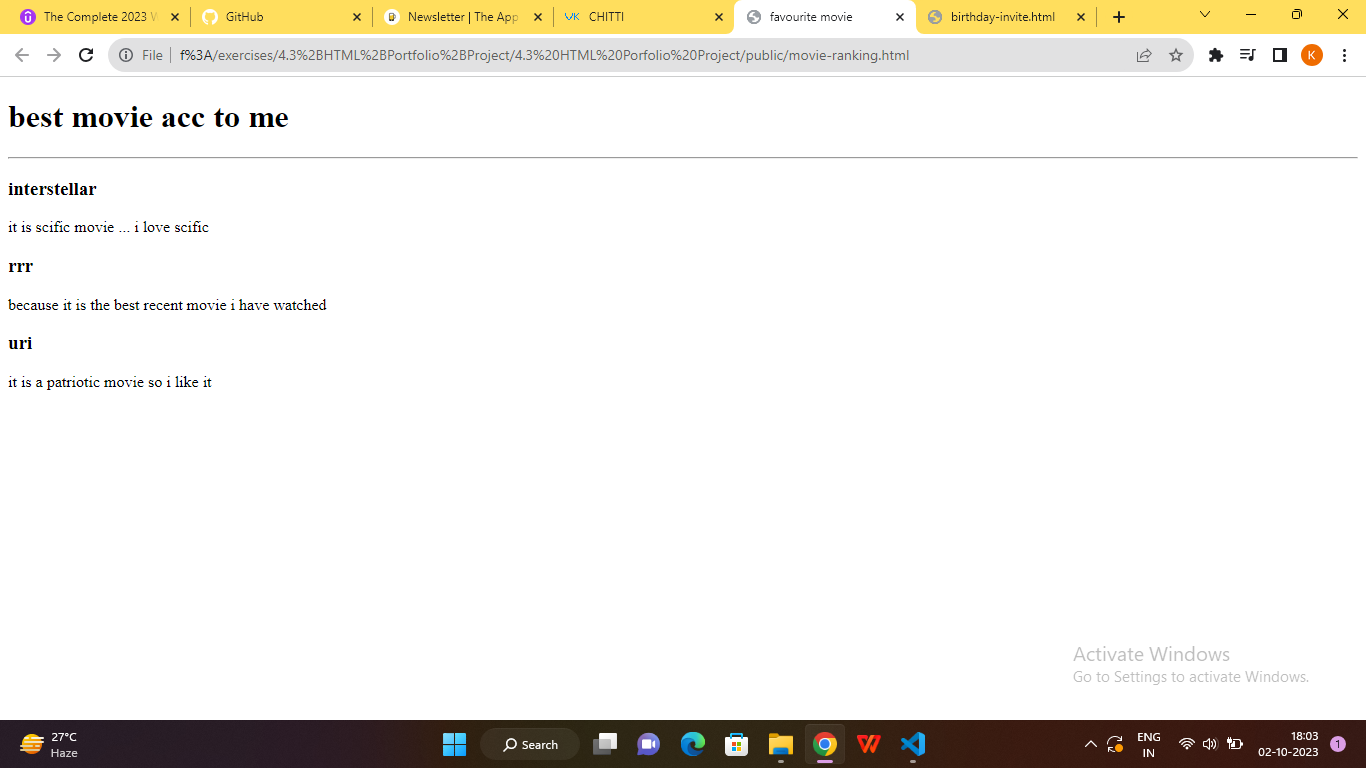 The Complete 2023 W
GitHub
Newsletter | The App
CHITTI
favourite movie
birthday-invite.html
File
f%3A/exercises/4.3%2BHTML%2BPortfolio%2BProject/4.3%20HTML%20Porfolio%20Project/public/movie-ranking.html
K
best movie acc to me
interstellar
it is scific movie ... i love scific
rrr
because it is the best recent movie i have watched
uri
it is a patriotic movie so i like it
Activate Windows
Go to Settings to activate Windows.
27°C
Haze
Search
ENG
IN
18:03
02-10-2023
1